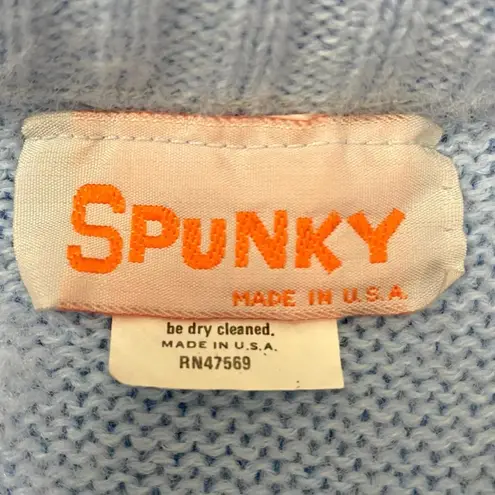 SPUNKY
MADE IN U.S.A.
be dry cleaned.
MADE IN U.S.A.
RN47569